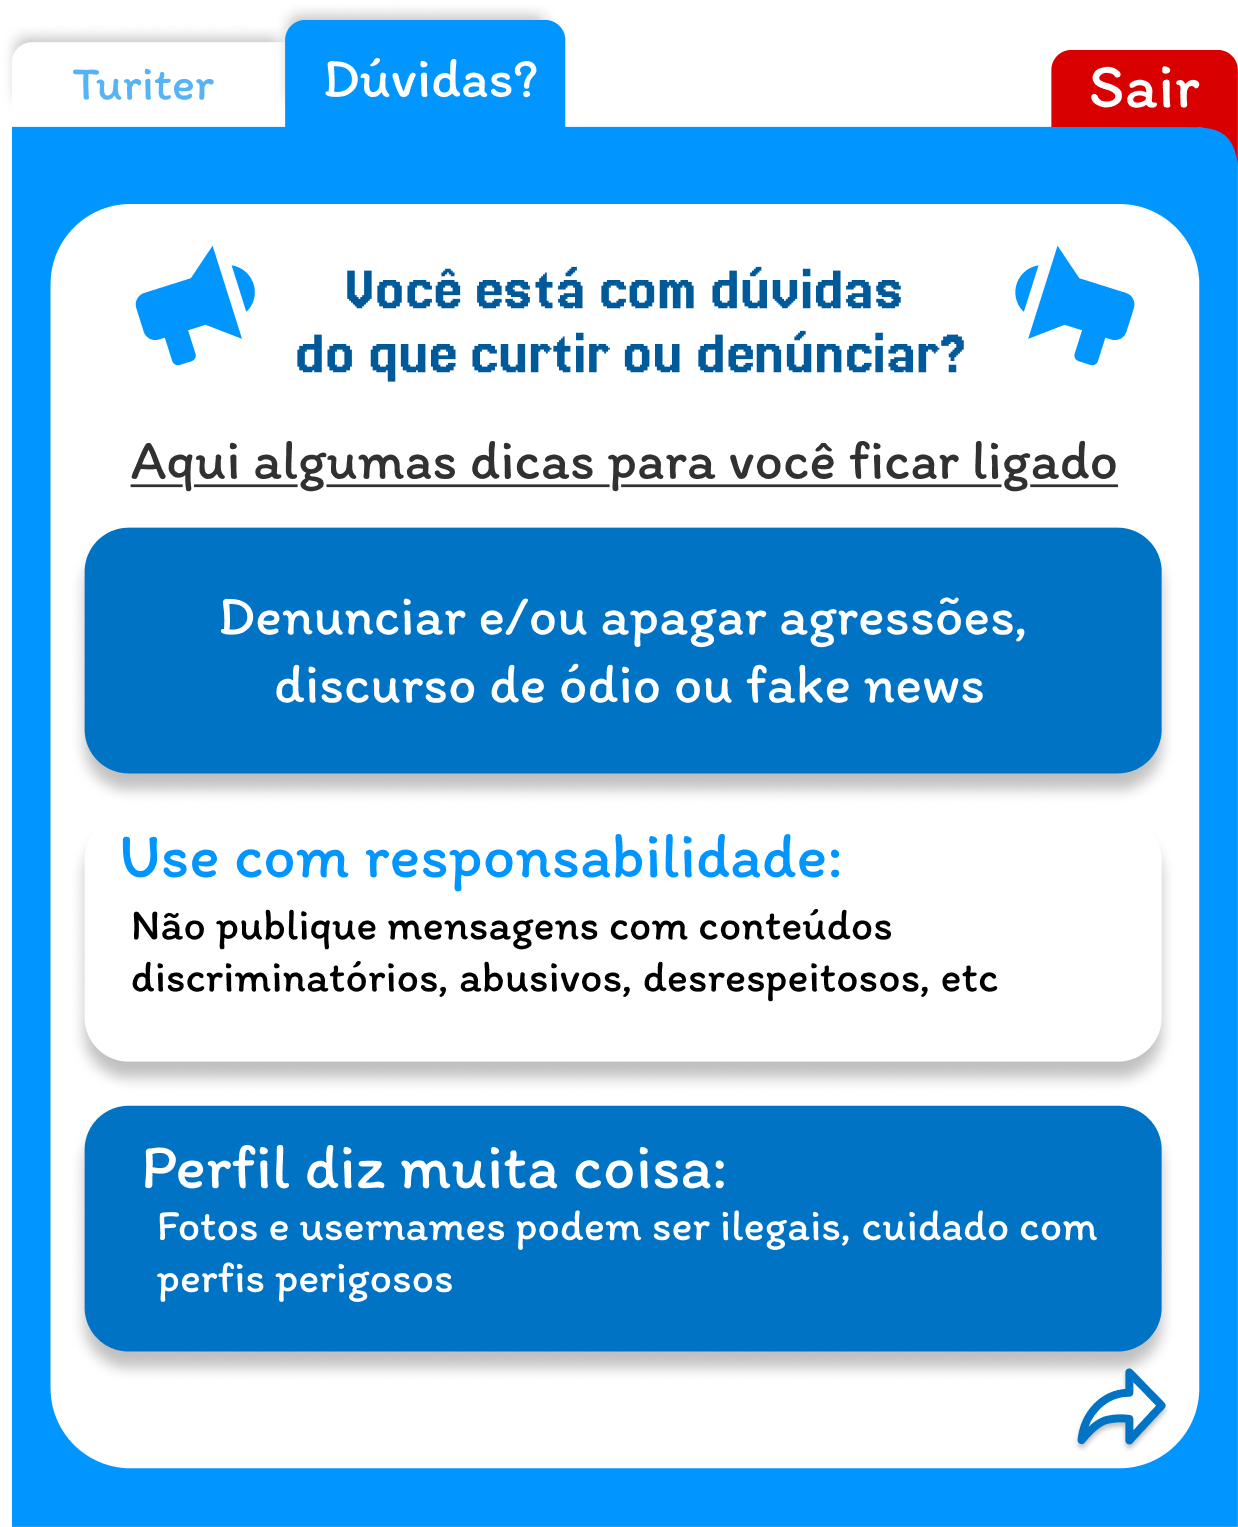 Turiter
Dúvidas?
Sair
Você está com dúvidas
do que curtir ou denúnciar?
Aqui algumas dicas para você ficar ligado
Denunciar e/ou apagar agressões,
discurso de ódio ou fake news
Use com responsabilidade:
Não publique mensagens com conteúdos
discriminatórios, abusivos, desrespeitosos, etc
Perfil diz muita coisa:
Fotos e usernames podem ser ilegais, cuidado com
perfis perigosos